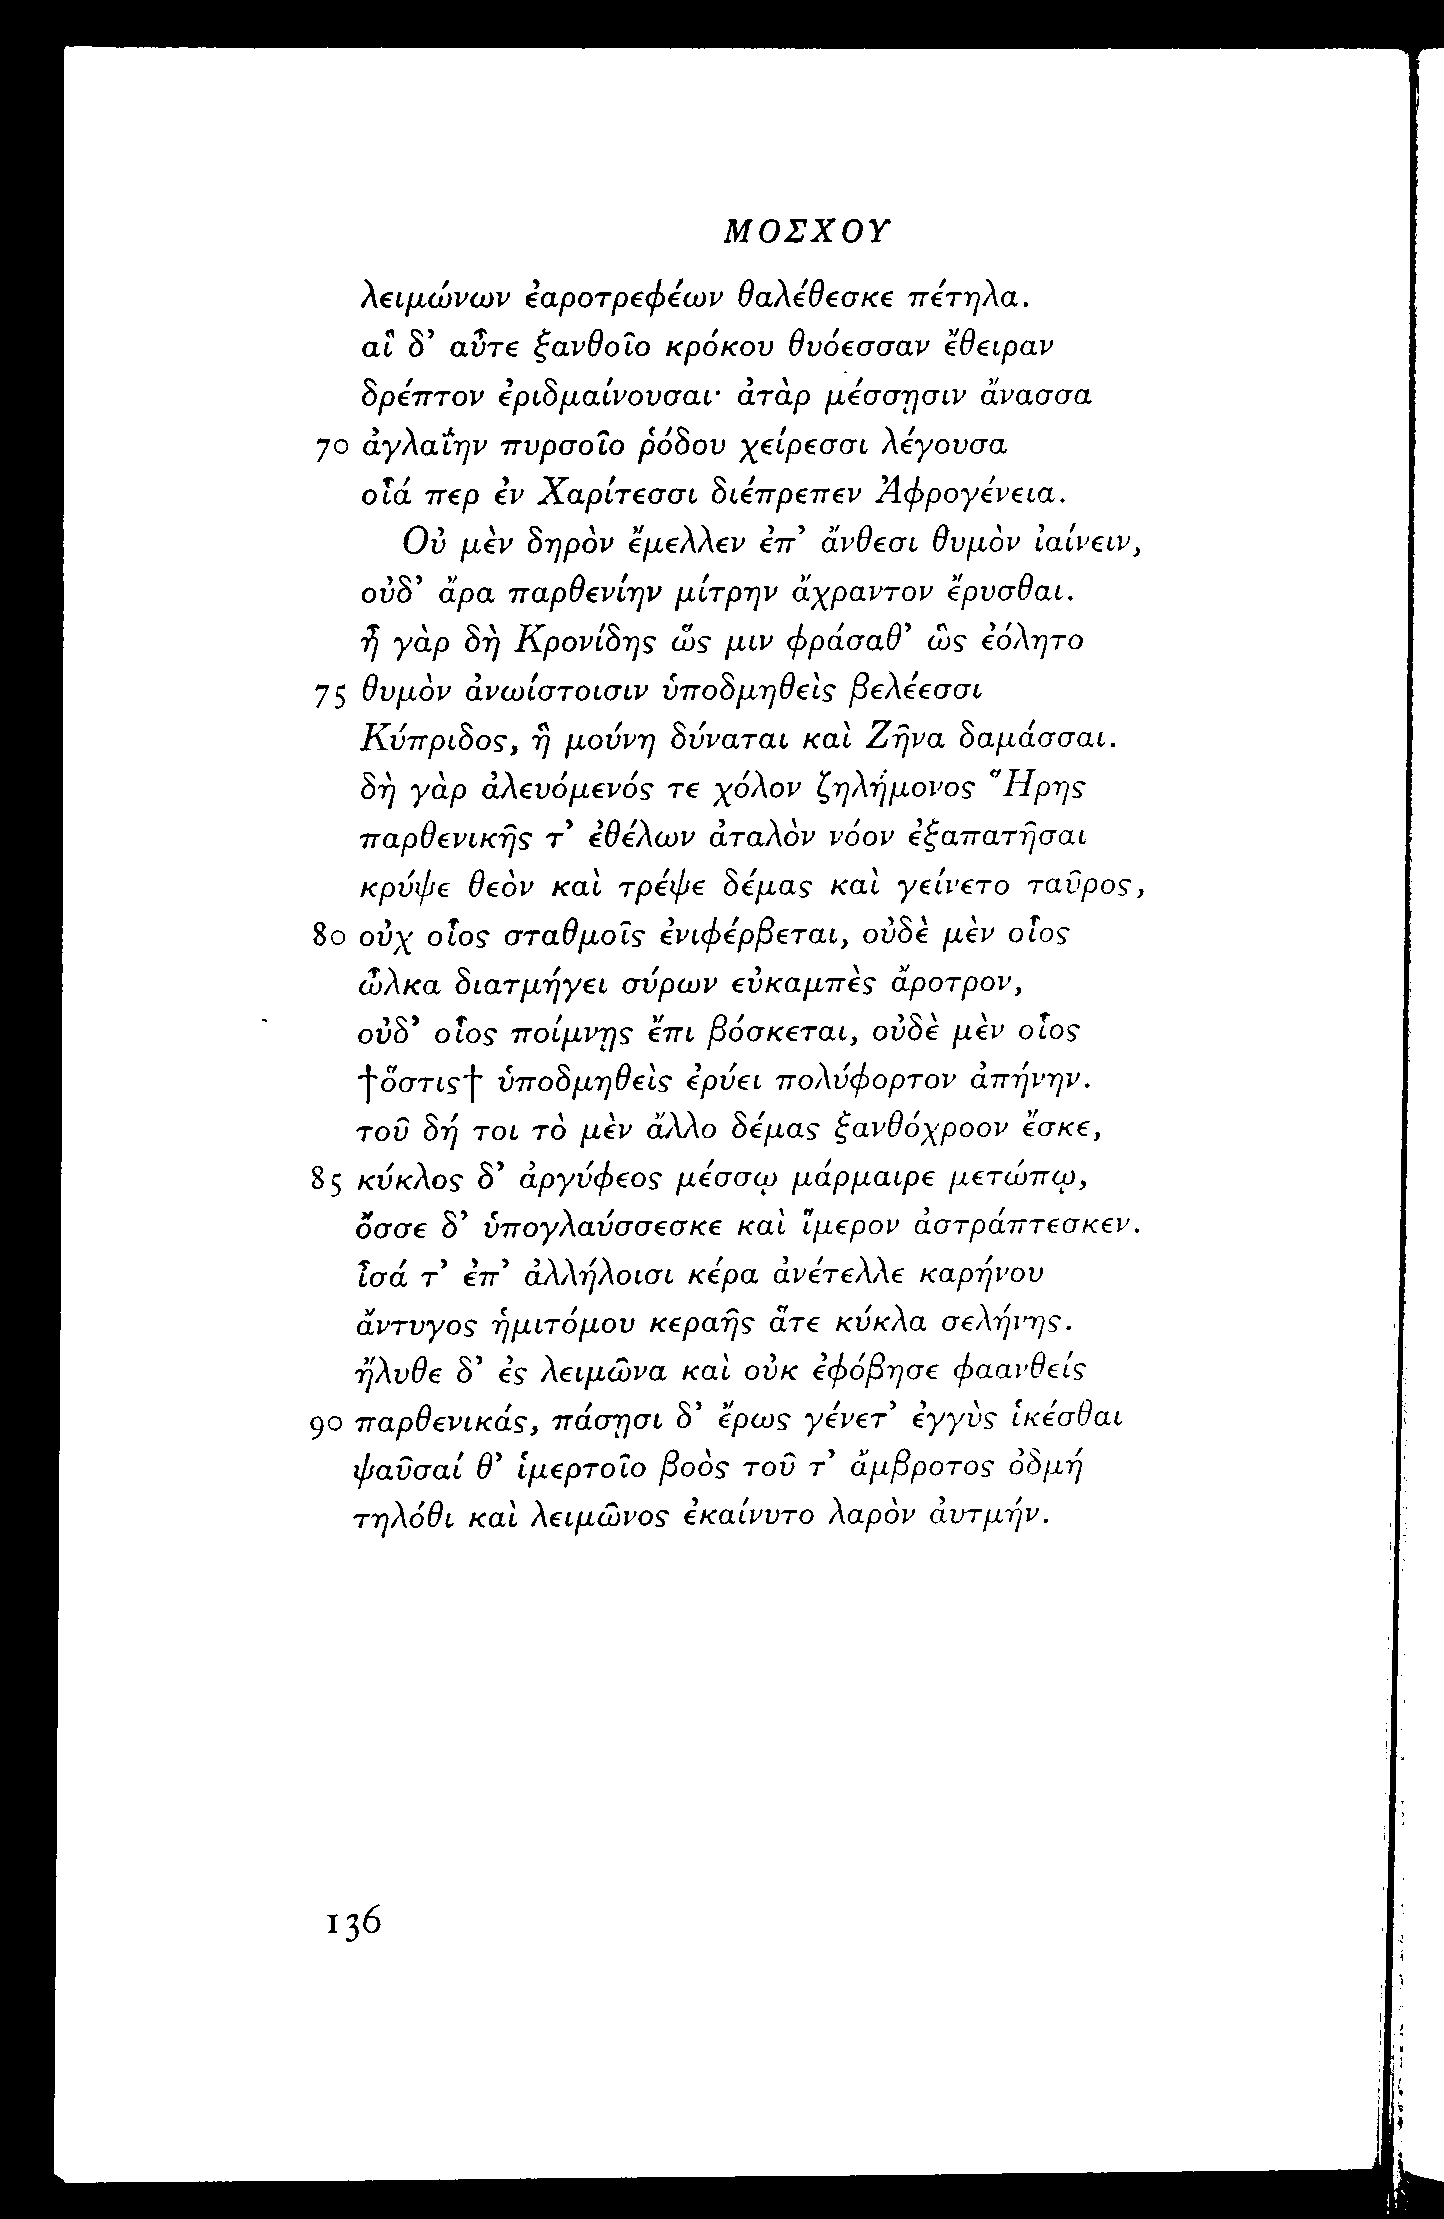 ΜΟΣΧΟΥ
λειμώνων ἐαροτρεφέων θαλέθεσκε πέτηλα.
αἳ δ’ αὖτε ξανθοῖο κρόκου θυόεσσαν ἔθειραν
δρέπτον ἐριδμαίνουσαι· ἀτὰρ μέσσῃσιν ἄνασσα
70 ἀγλαΐην πυρσοῖο ῥόδου χείρεσσι λέγουσα
οἷά περ ἐν Χαρίτεσσι διέπρεπεν Ἀφρογένεια.
Οὐ μὲν δηρὸν ἔμελλεν ἐπ’ ἄνθεσι θυμὸν ἰαίνειν,
οὐδ’ ἄρα παρθενίην μίτρην ἄχραντον ἔρυσθαι.
ἦ γὰρ δὴ Κρονίδης ὥς μιν φράσαθ’ ὣς ἐόλητο
75 θυμὸν ἀνωίστοισιν ὑποδμηθεὶς βελέεσσι
Κύπριδος, ἣ μούνη δύναται καὶ Ζῆνα δαμάσσαι.
δὴ γὰρ ἀλευόμενός τε χόλον ζηλήμονος Ἥρης
παρθενικῆς τ’ ἐθέλων ἀταλὸν νόον ἐξαπατῆσαι
κρύψε θεὸν καὶ τρέψε δέμας καὶ γείνετο ταῦρος,
80 οὐχ οἷος σταθμοῖς ἐνιφέρβεται, οὐδὲ μὲν οἷος
ὦλκα διατμήγει σύρων εὐκαμπὲς ἄροτρον,
οὐδ’ οἷος ποίμνῃς ἔπι βόσκεται, οὐδὲ μὲν οἷος
†ὅστις† ὑποδμηθεὶς ἐρύει πολύφορτον ἀπήνην.
τοῦ δή τοι τὸ μὲν ἄλλο δέμας ξανθόχροον ἔσκε,
85 κύκλος δ’ ἀργύφεος μέσσῳ μάρμαιρε μετώπῳ,
ὄσσε δ’ ὑπογλαύσσεσκε καὶ ἵμερον ἀστράπτεσκεν.
ἶσά τ’ ἐπ’ ἀλλήλοισι κέρα ἀνέτελλε καρήνου
ἄντυγος ἡμιτόμου κεραῆς ἅτε κύκλα σελήνης.
ἤλυθε δ’ ἐς λειμῶνα καὶ οὐκ ἐφόβησε φαανθείς
90 παρθενικάς, πάσῃσι δ’ ἔρως γένετ’ ἐγγὺς ἱκέσθαι
ψαῦσαί θ’ ἱμερτοῖο βοὸς τοῦ τ’ ἄμβροτος ὀδμή
τηλόθι καὶ λειμῶνος ἐκαίνυτο λαρὸν ἀυτμήν.
136